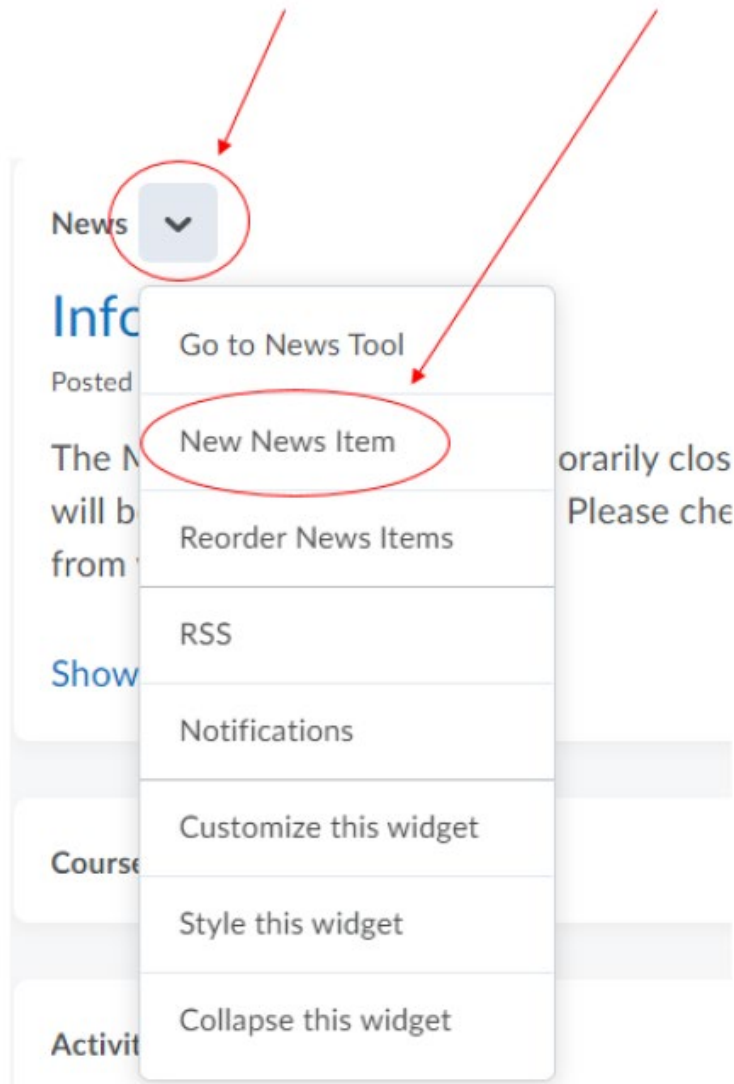 News
Info
Posted
Go to News Tool
The
New News Item
orarily clos
will b
Please che
Reorder News Items
from
RSS
Show
Notifications
Customize this widget
Course
Style this widget
Collapse this widget
Activit